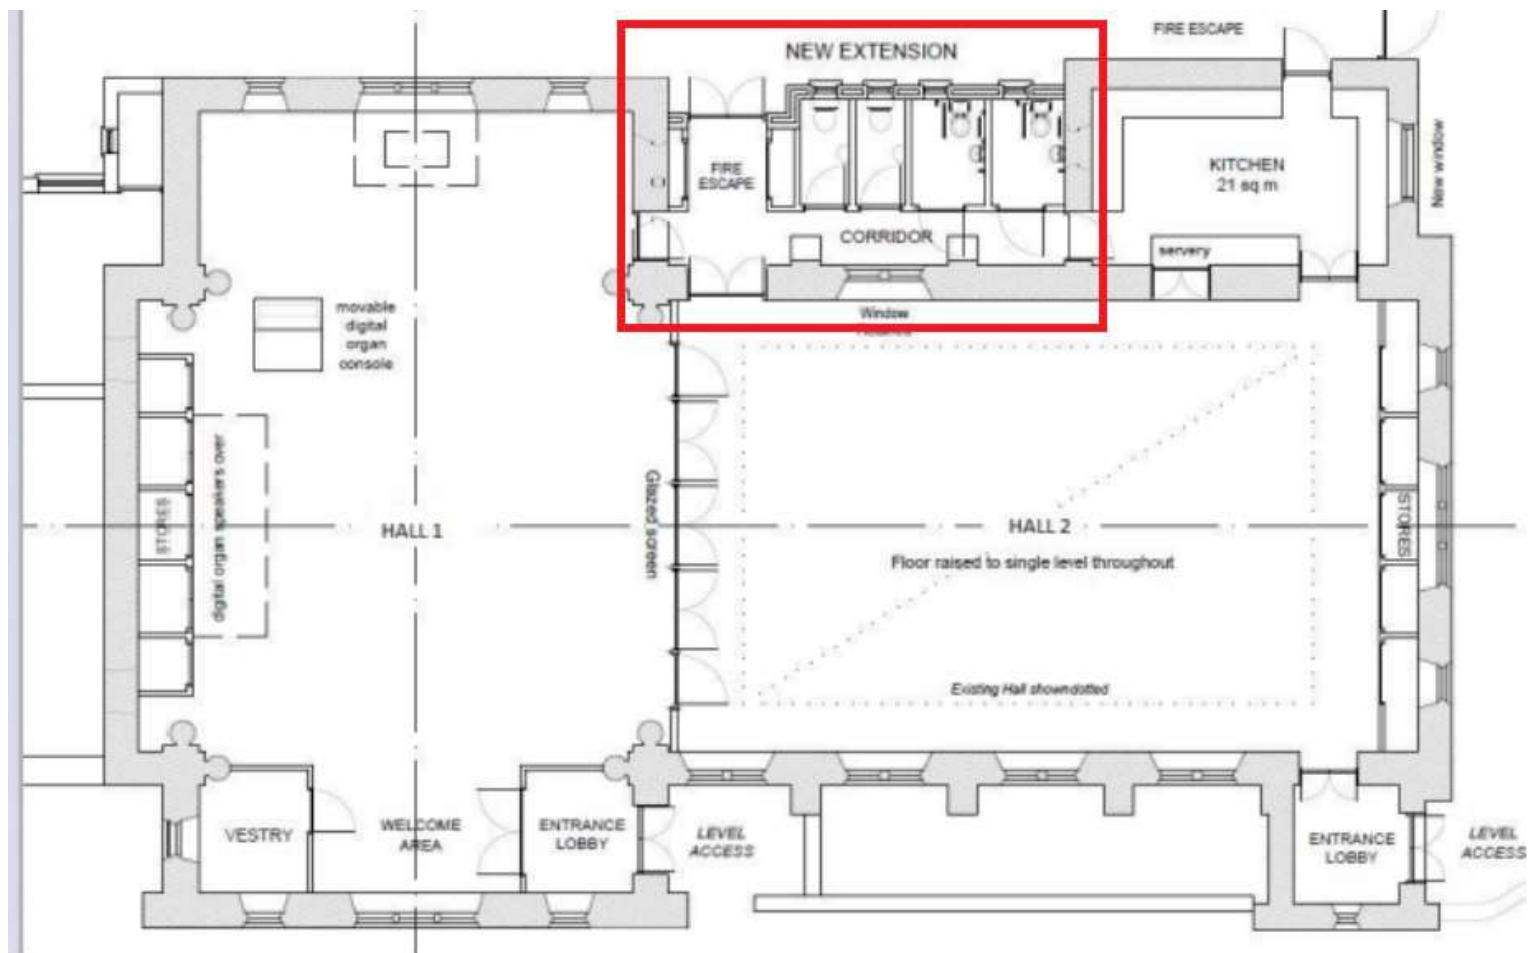 FIRE ESCAPE
NEW EXTENSION
New window
KITCHEN
21 sq m
FIRE
ESCAPE
CORRIDOR
servery
Window
movable
digital
organ
console
STORES
digital organ speakers over
HALL 1
Glazed screen
HALL 2
Floor raised to single level throughout
STORES
Existing Hall showndotted
VESTRY
WELCOME
AREA
ENTRANCE
LOBBY
LEVEL
ACCESS
ENTRANCE
LOBBY
LEVEL
ACCESS